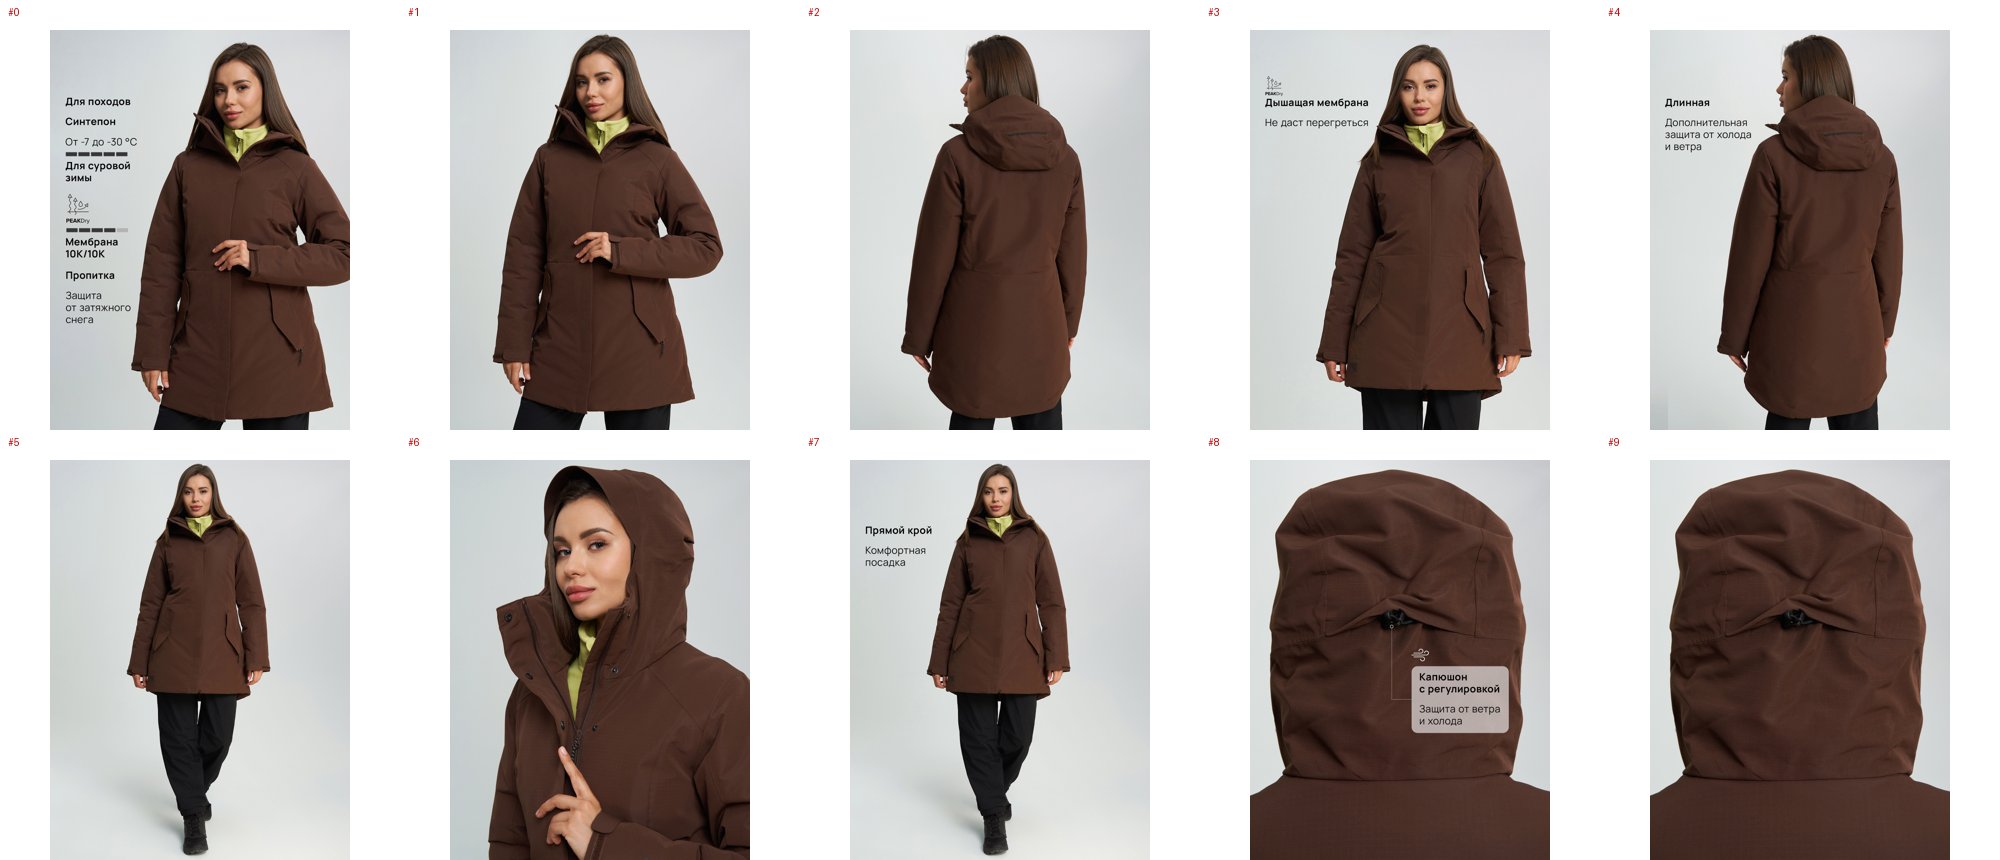 #0
#1
#2
#3
#4
Для походов
Синтепон
От -7 до -30 °C
Для суровой
зимы
PEAKDry
Мембрана
10K/10K
Пропитка
Защита
от затяжного
снега
PEAKDry
Дышащая мембрана
Не даст перегреться
Длинная
Дополнительная
защита от холода
и ветра
#5
#6
#7
#8
#9
Прямой крой
Комфортная
посадка
Капюшон
с регулировкой
Защита от ветра
и холода